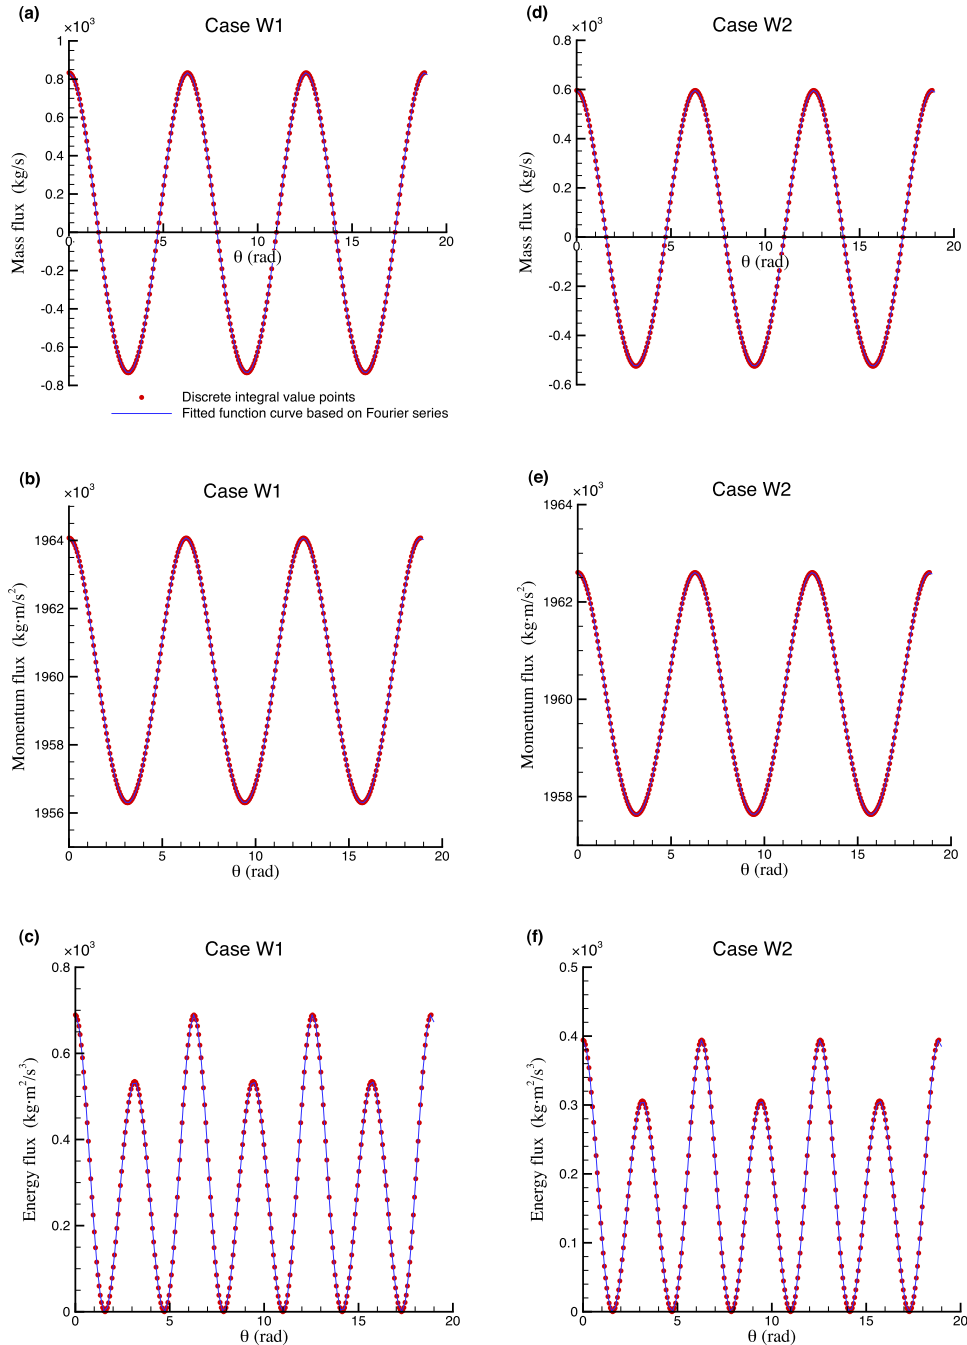 (a)
×10³
Case W1
1
0.8
0.6
0.4
0.2
0
-0.2
-0.4
-0.6
-0.8
Mass flux (kg/s)
0 5 10 15 20
θ (rad)
Discrete integral value points
Fitted function curve based on Fourier series
(d)
×10³
Case W2
0.8
0.6
0.4
0.2
0
-0.2
-0.4
-0.6
Mass flux (kg/s)
0 5 10 15 20
θ (rad)
(b)
×10³
Case W1
1964
1962
1960
1958
1956
Momentum flux (kg·m/s²)
0 5 10 15 20
θ (rad)
(e)
×10³
Case W2
1964
1962
1960
1958
Momentum flux (kg·m/s²)
0 5 10 15 20
θ (rad)
(c)
×10³
Case W1
0.8
0.6
0.4
0.2
0
Energy flux (kg·m²/s³)
0 5 10 15 20
θ (rad)
(f)
×10³
Case W2
0.5
0.4
0.3
0.2
0.1
0
Energy flux (kg·m²/s³)
0 5 10 15 20
θ (rad)